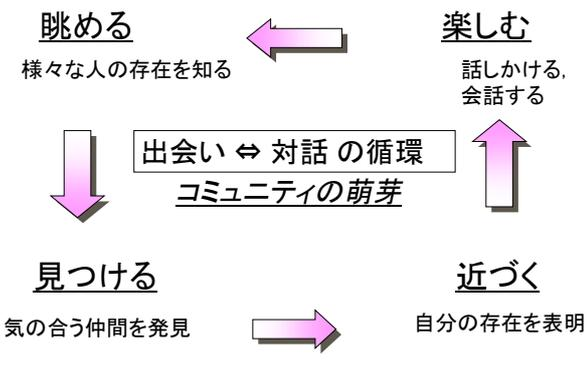 眺める
様々な人の存在を知る
楽しむ
話しかける,
会話する
出会い ⇔ 対話 の循環
コミュニティの萌芽
見つける
気の合う仲間を発見
近づく
自分の存在を表明